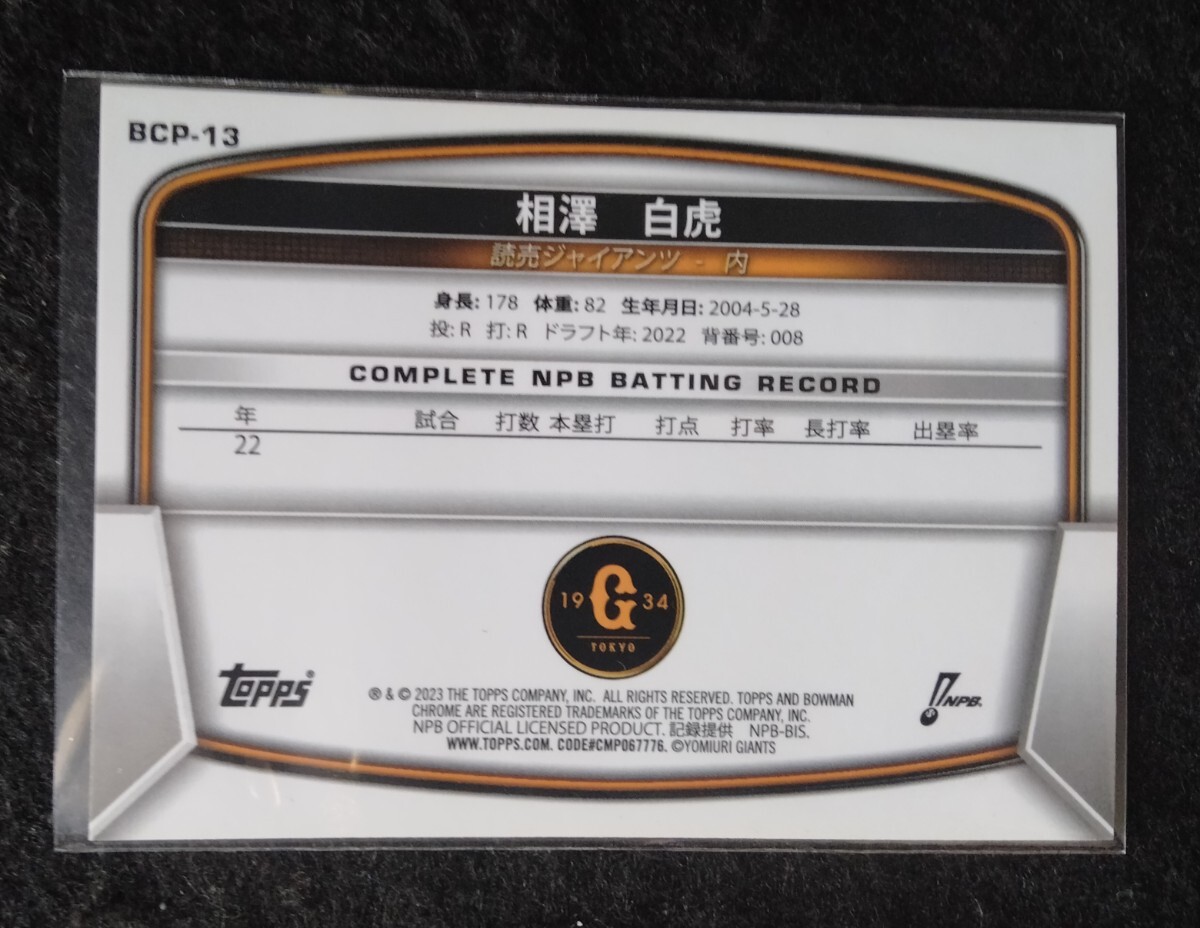 BCP-13
相澤　白虎
読売ジャイアンツ - 内
身長: 178 体重: 82 生年月日: 2004-5-28
投: R 打: R ドラフト年: 2022 背番号: 008
COMPLETE NPB BATTING RECORD
年 試合 打数 本塁打 打点 打率 長打率 出塁率
22
19 G 34
TOKYO
topps®
® & © 2023 THE TOPPS COMPANY, INC. ALL RIGHTS RESERVED. TOPPS AND BOWMAN
CHROME ARE REGISTERED TRADEMARKS OF THE TOPPS COMPANY, INC.
NPB OFFICIAL LICENSED PRODUCT. 記録提供 NPB-BIS.
WWW.TOPPS.COM. CODE#CMP067776. ©YOMIURI GIANTS
NPB.